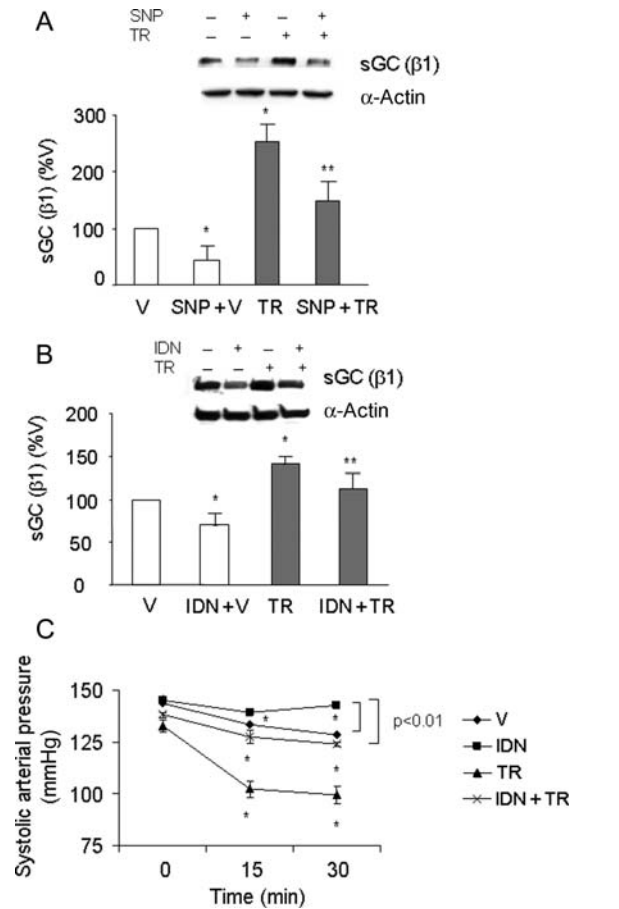 A
SNP – + – +
TR – – + +
sGC (β1)
α-Actin
sGC (β1) (%V)
300
200
100
0
*
*
**
V SNP+V TR SNP+TR
B
IDN – + – +
TR – – + +
sGC (β1)
α-Actin
sGC (β1) (%V)
200
150
100
50
0
*
*
**
V IDN+V TR IDN+TR
C
Systolic arterial pressure
(mmHg)
150
125
100
75
* *
* *
* *
p<0.01
V
IDN
TR
IDN+TR
0 15 30
Time (min)